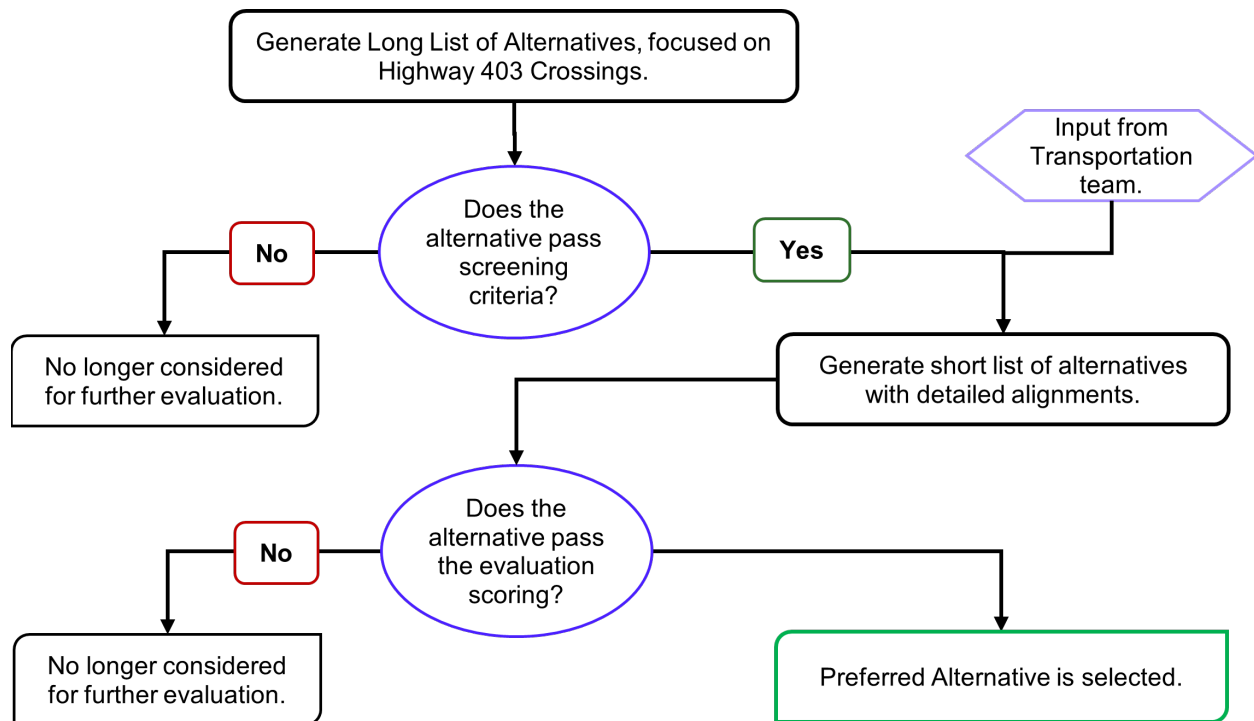 Generate Long List of Alternatives, focused on
Highway 403 Crossings.
Input from
Transportation
team.
Does the
alternative pass
screening
criteria?
No
Yes
No longer considered
for further evaluation.
Generate short list of alternatives
with detailed alignments.
Does the
alternative pass
the evaluation
scoring?
No
No longer considered
for further evaluation.
Preferred Alternative is selected.